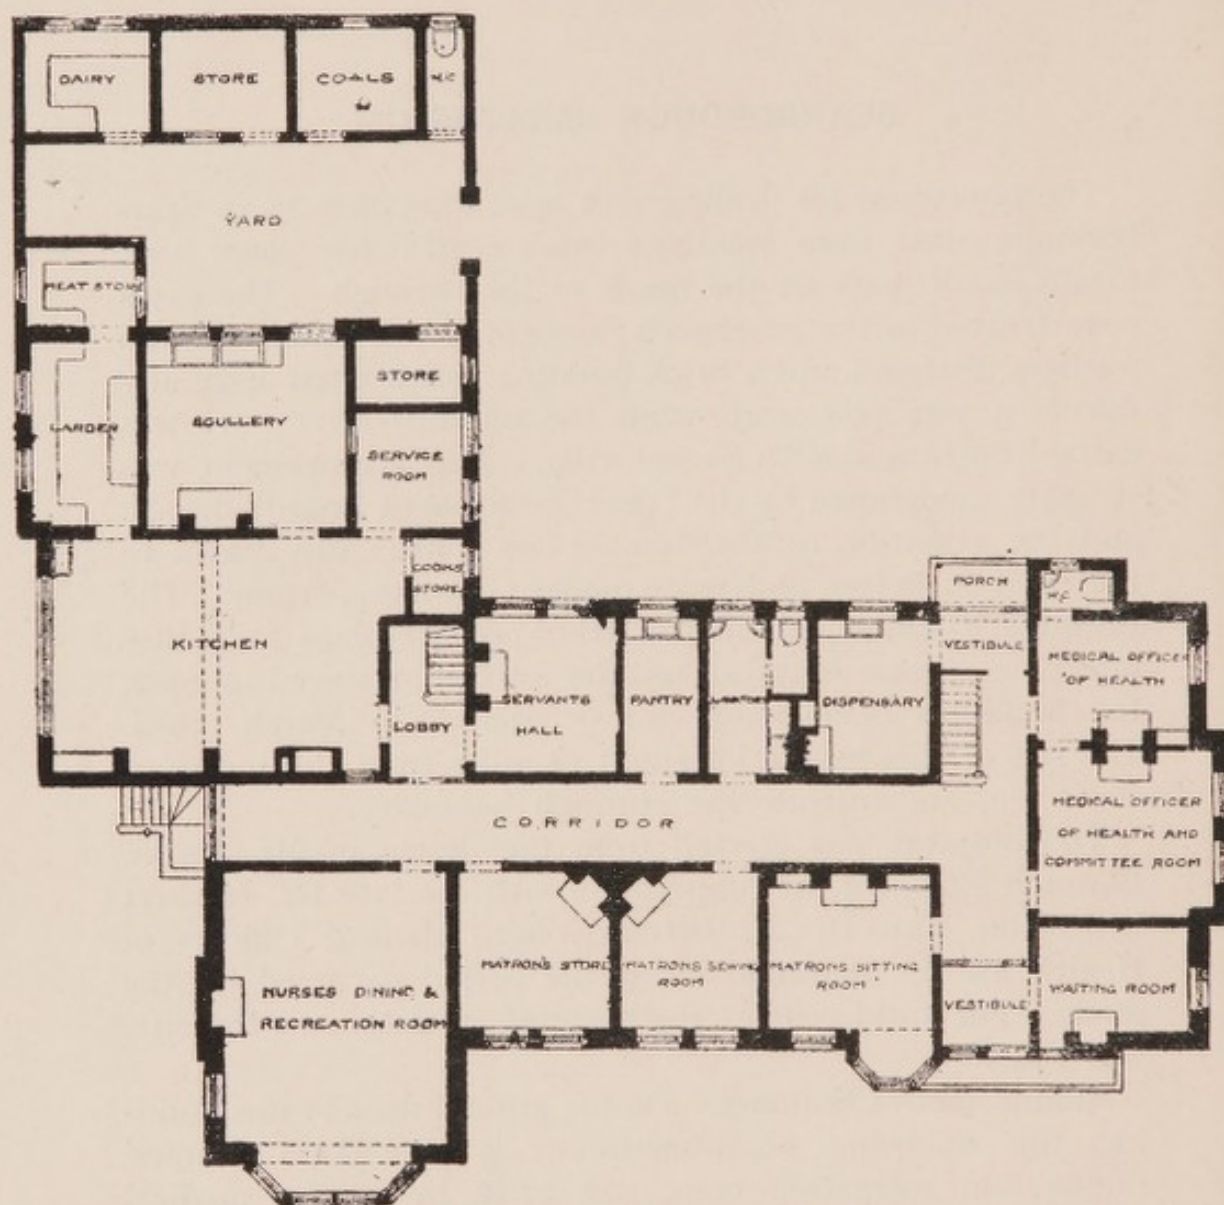 DAIRY
STORE
COALS
W.C
YARD
MEAT STORE
LARDER
SCULLERY
STORE
SERVICE
ROOM
COOKS
STORE
KITCHEN
LOBBY
SERVANTS
HALL
PANTRY
DISPENSARY
PORCH
VESTIBULE
W.C.
MEDICAL OFFICER
OF HEALTH
MEDICAL OFFICER
OF HEALTH AND
COMMITTEE ROOM
CORRIDOR
NURSES DINING &
RECREATION ROOM
MATRON'S STORE
MATRONS SEWING
ROOM
MATRONS SITTING
ROOM
VESTIBULE
WAITING ROOM